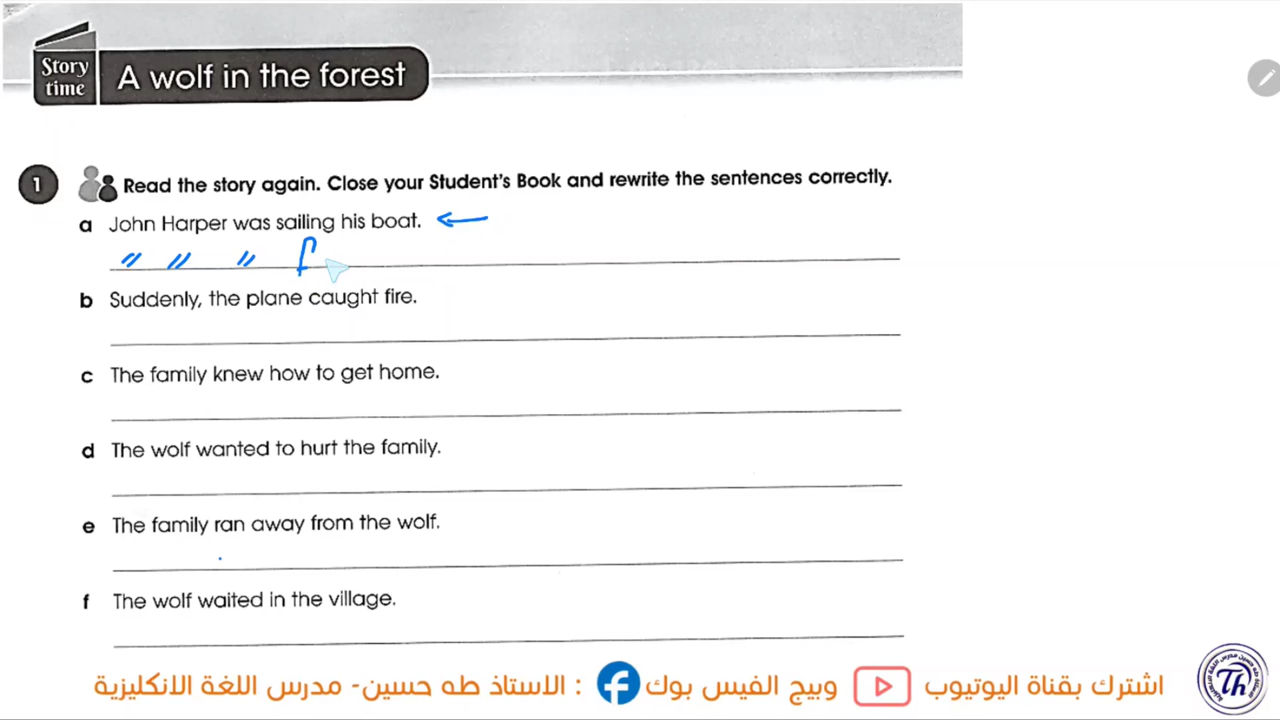 Story
time
A wolf in the forest
1 Read the story again. Close your Student's Book and rewrite the sentences correctly.
a John Harper was sailing his boat. ←
〃 〃 〃 f
b Suddenly, the plane caught fire.
c The family knew how to get home.
d The wolf wanted to hurt the family.
e The family ran away from the wolf.
f The wolf waited in the village.
اشترك بقناة اليوتيوب وبيج الفيس بوك : الاستاذ طه حسين- مدرس اللغة الانكليزية
Th